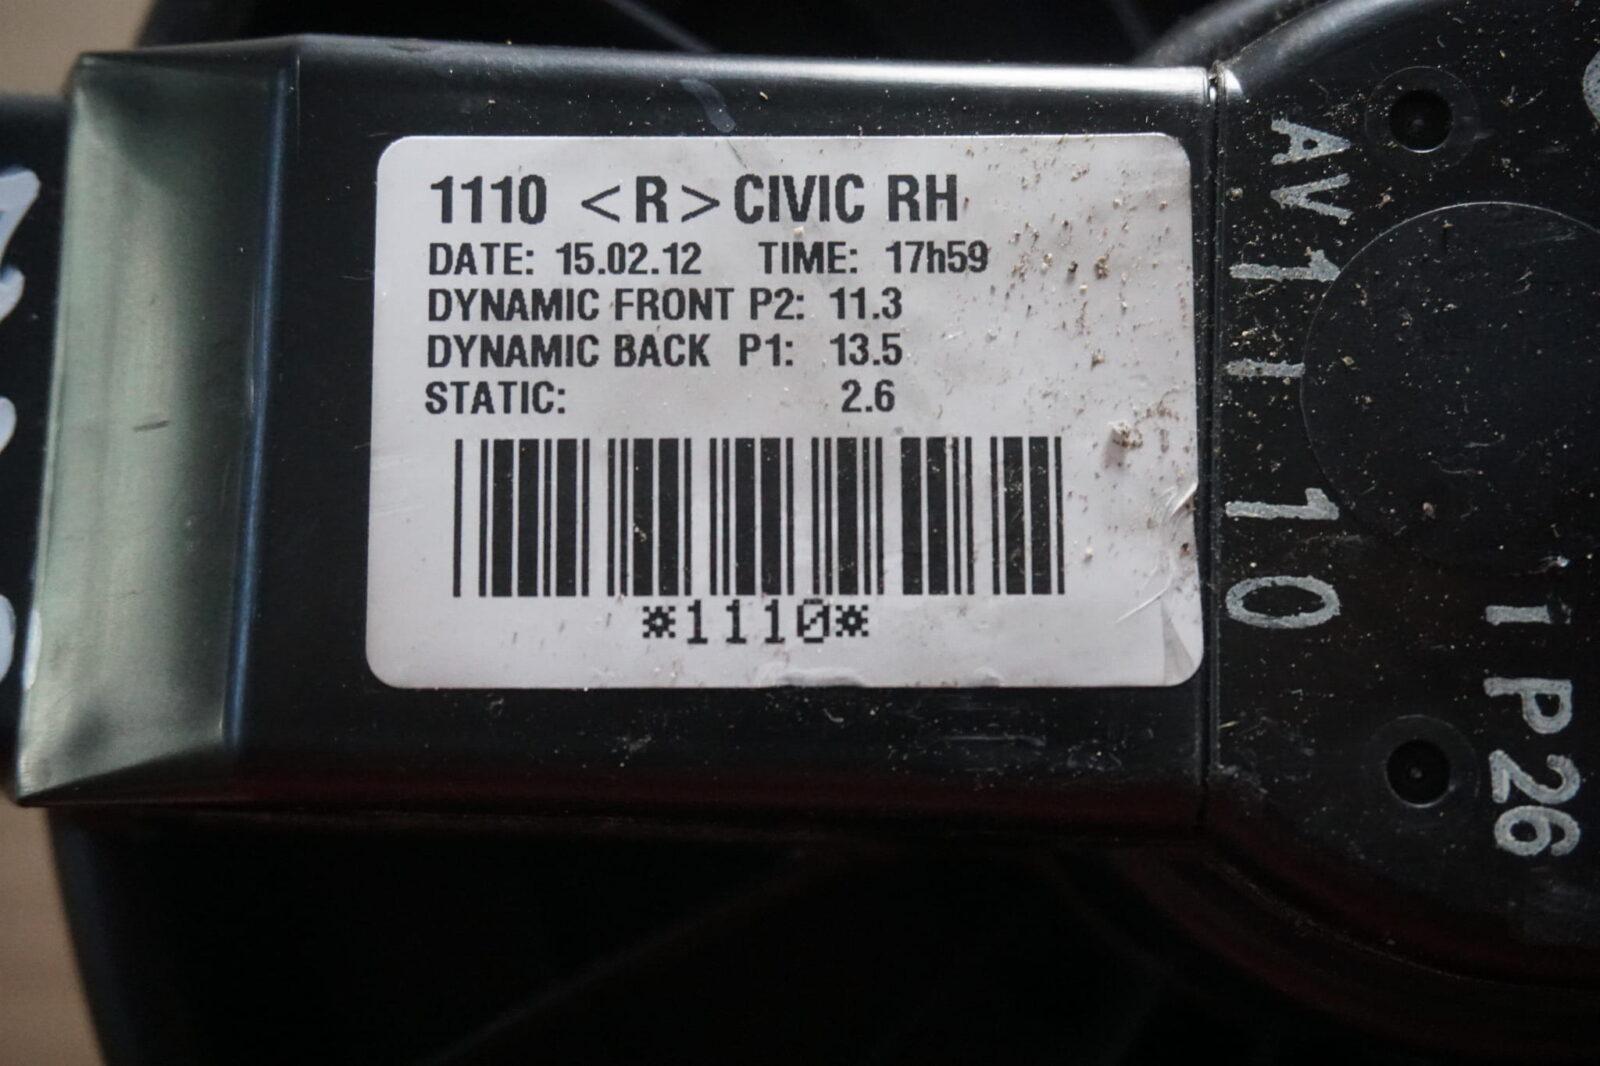 1110 <R> CIVIC RH
DATE: 15.02.12 TIME: 17h59
DYNAMIC FRONT P2: 11.3
DYNAMIC BACK P1: 13.5
STATIC: 2.6
*1110*
AV1110
1P26